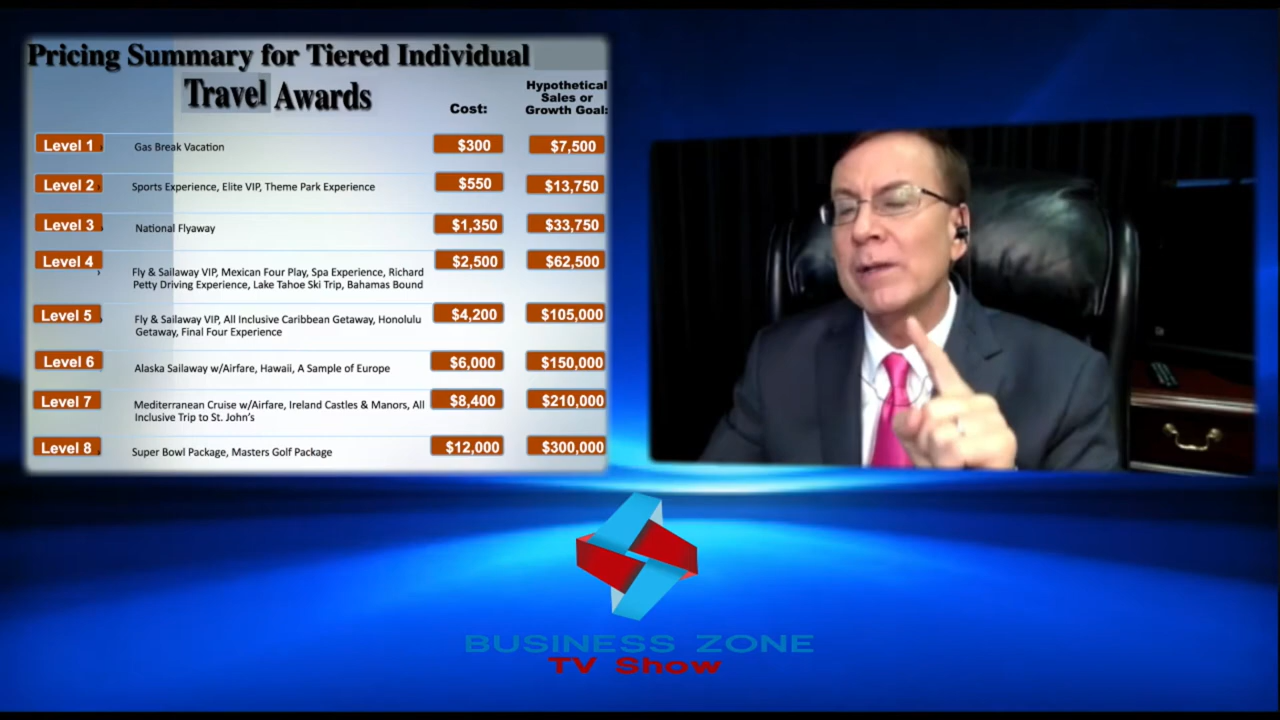 Pricing Summary for Tiered Individual
Travel Awards
Cost:
Hypothetical
Sales or
Growth Goal:
Level 1 Gas Break Vacation $300 $7,500
Level 2 Sports Experience, Elite VIP, Theme Park Experience $550 $13,750
Level 3 National Flyaway $1,350 $33,750
Level 4 $2,500 $62,500
Fly & Sailaway VIP, Mexican Four Play, Spa Experience, Richard
Petty Driving Experience, Lake Tahoe Ski Trip, Bahamas Bound
Level 5 Fly & Sailaway VIP, All Inclusive Caribbean Getaway, Honolulu $4,200 $105,000
Getaway, Final Four Experience
Level 6 Alaska Sailaway w/Airfare, Hawaii, A Sample of Europe $6,000 $150,000
Level 7 Mediterranean Cruise w/Airfare, Ireland Castles & Manors, All $8,400 $210,000
Inclusive Trip to St. John's
Level 8 Super Bowl Package, Masters Golf Package $12,000 $300,000
BUSINESS ZONE
TV Show